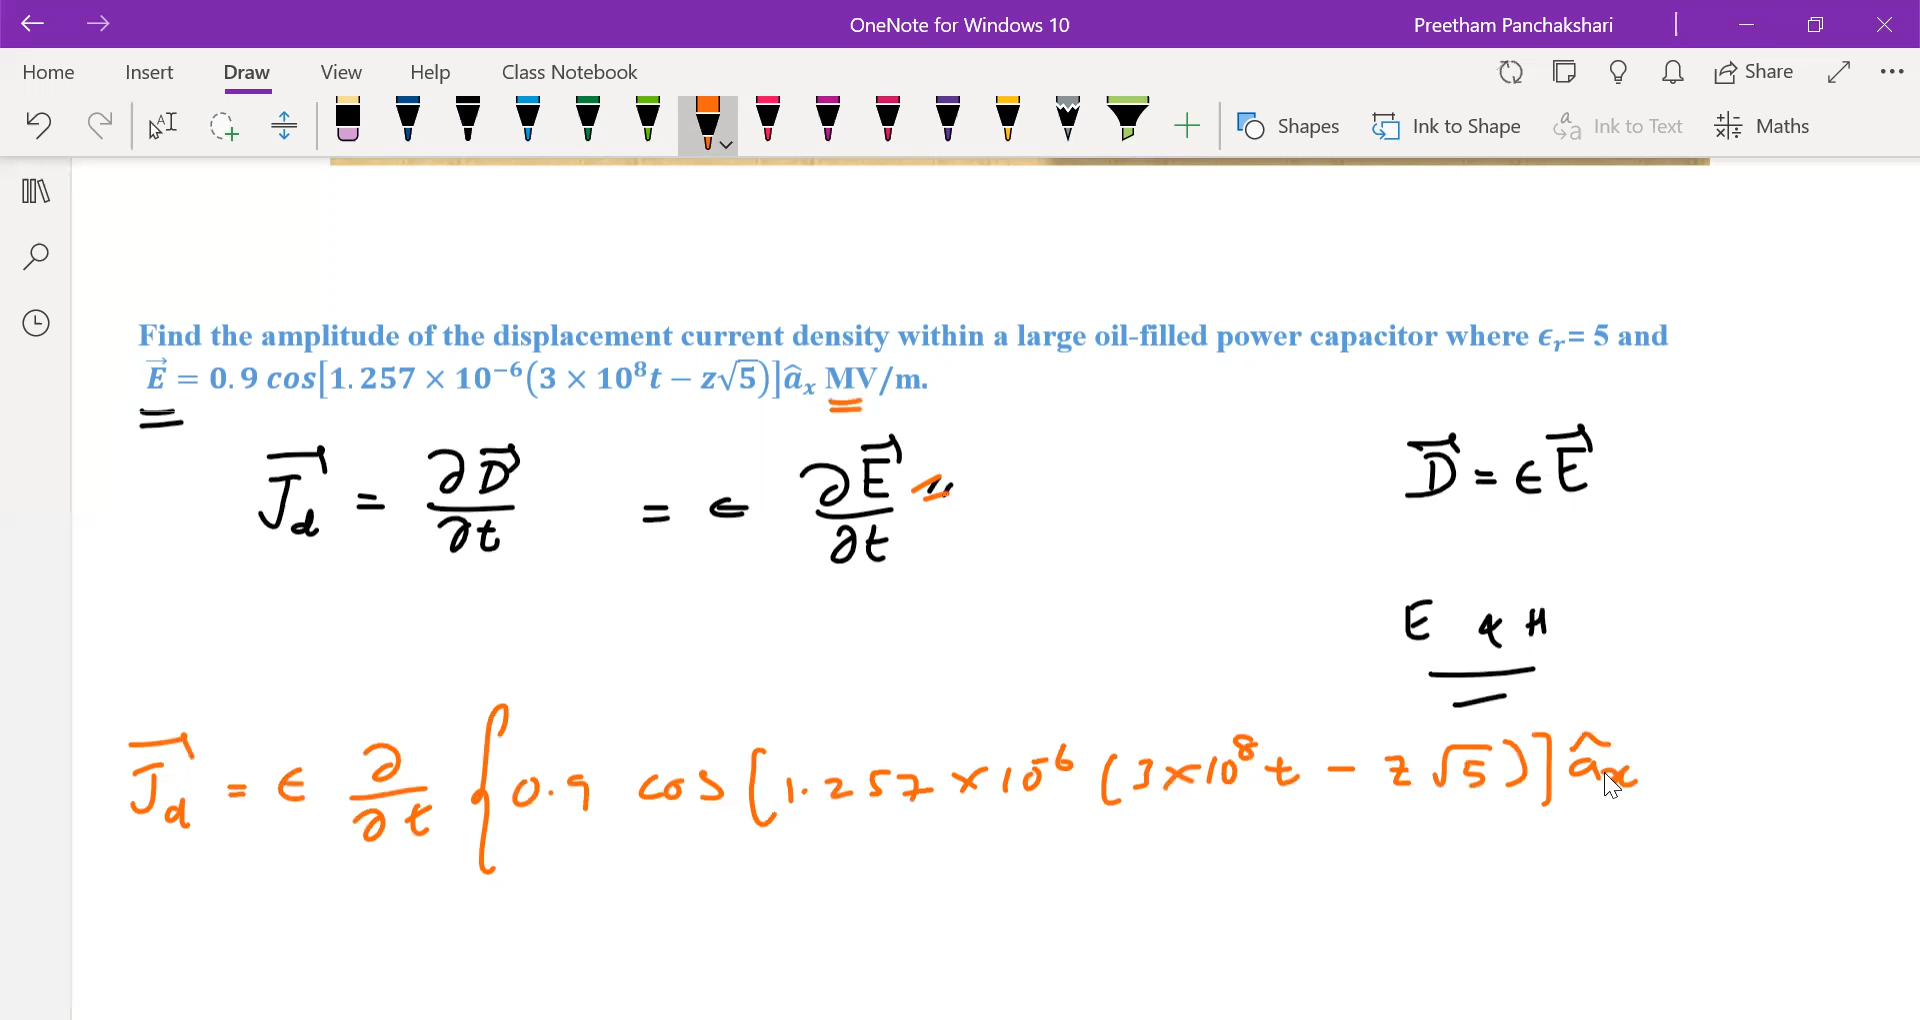 OneNote for Windows 10
Preetham Panchakshari
Home Insert Draw View Help Class Notebook Share
Shapes Ink to Shape Ink to Text Maths
Find the amplitude of the displacement current density within a large oil-filled power capacitor where ϵᵣ= 5 and
E⃗ = 0.9 cos[1.257 × 10⁻⁶(3 × 10⁸t − z√5)]âₓ MV/m.
J⃗_d = ∂D⃗/∂t = ϵ ∂E⃗/∂t
D⃗ = ϵE⃗
E & H
J⃗_d = ϵ ∂/∂t { 0.9 cos [1.257 × 10⁻⁶ (3×10⁸ t − z √5)] âₓ